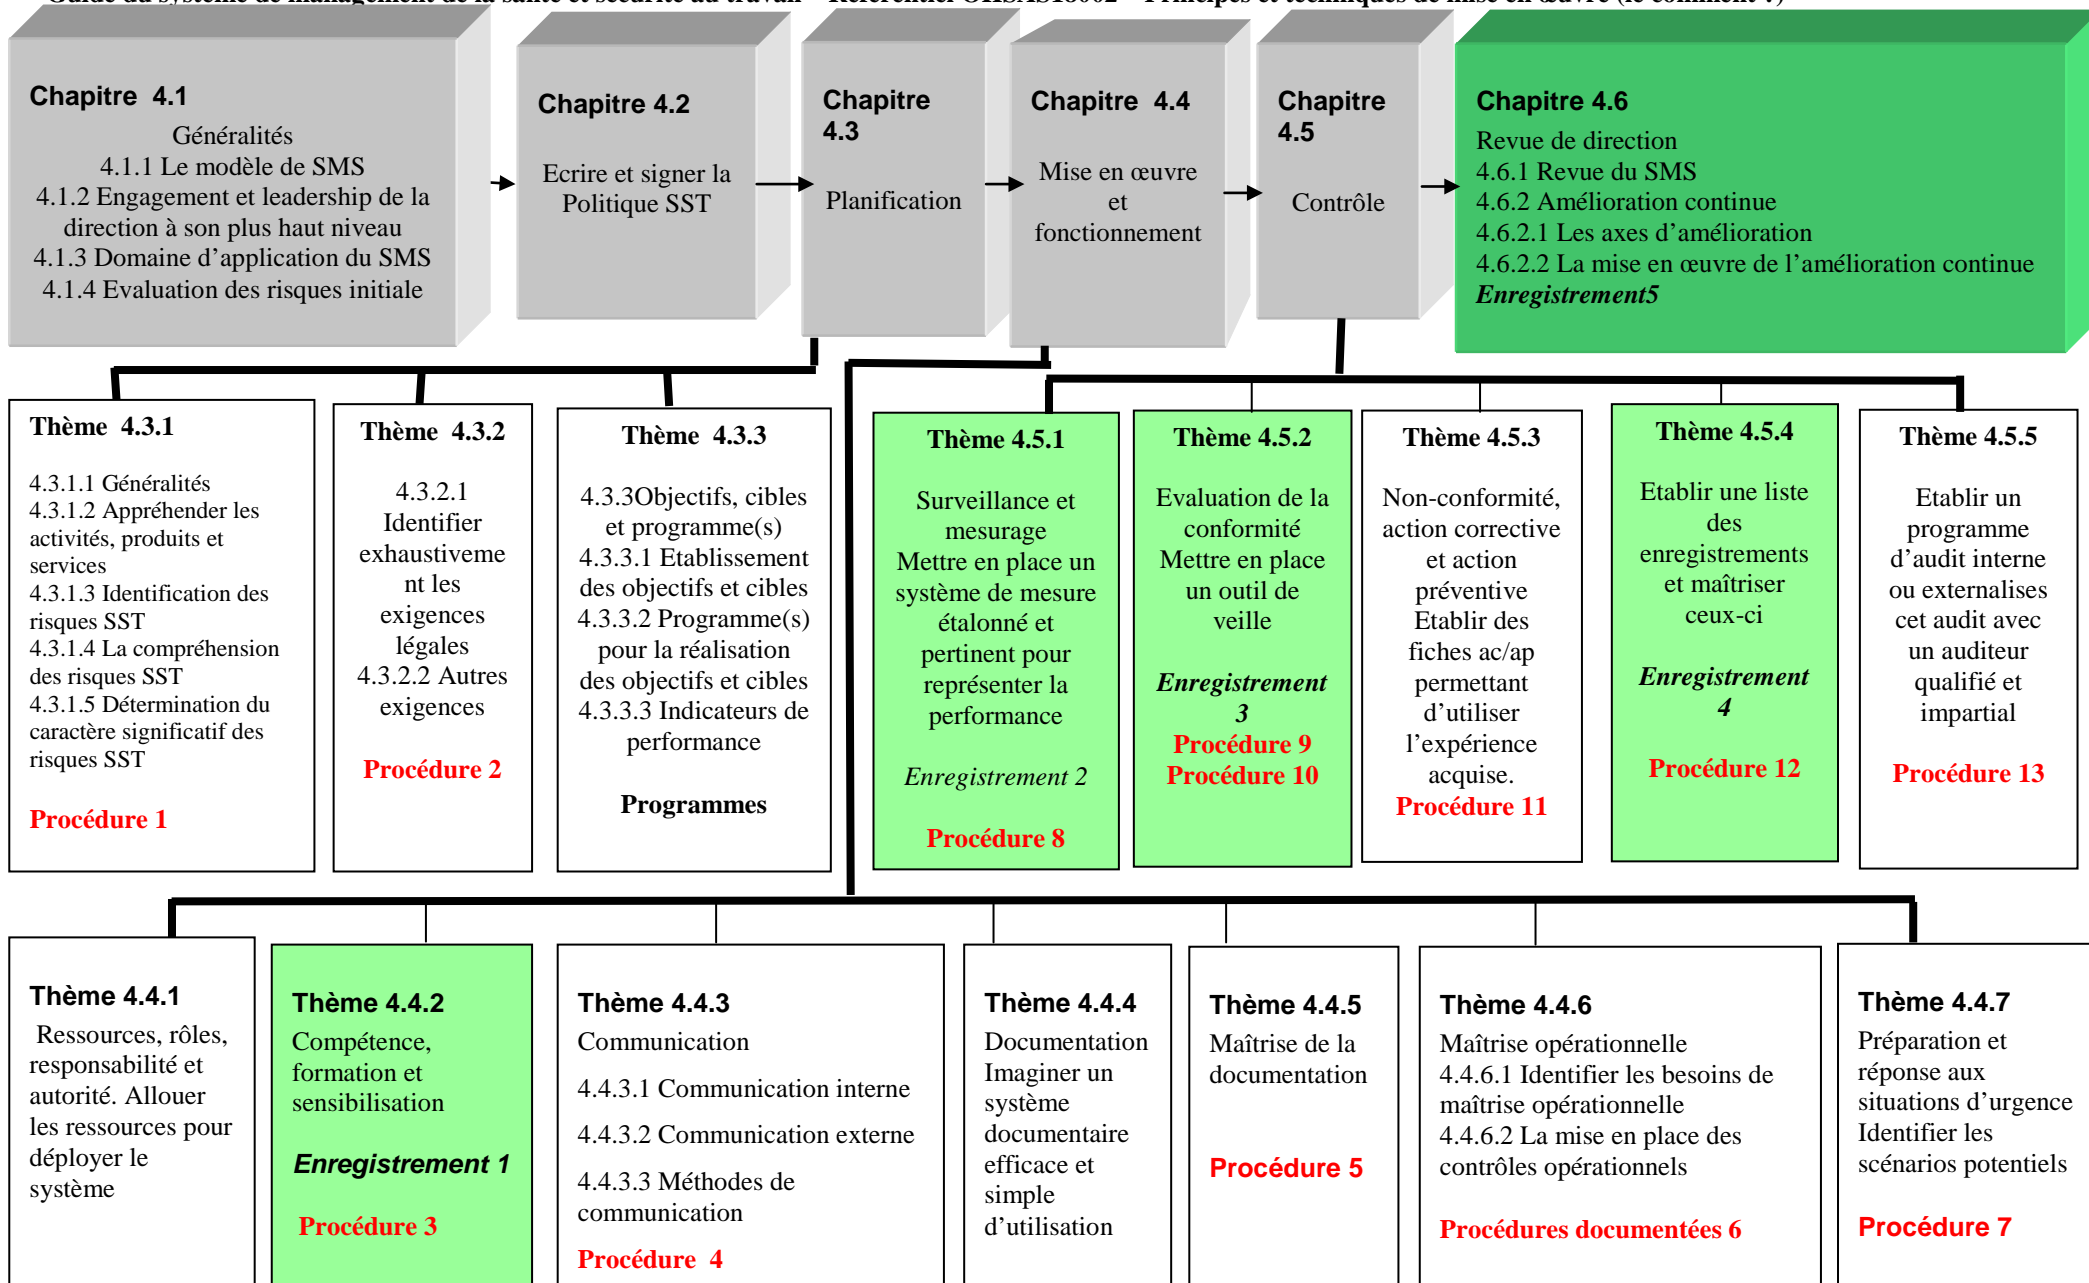 Guide du système de management de la santé et sécurité au travail – Référentiel OHSAS18002 – Principes et techniques de mise en œuvre (le comment ?)
Chapitre 4.1
Généralités
4.1.1 Le modèle de SMS
4.1.2 Engagement et leadership de la
direction à son plus haut niveau
4.1.3 Domaine d’application du SMS
4.1.4 Evaluation des risques initiale
Chapitre 4.2
Ecrire et signer la
Politique SST
Chapitre
4.3
Planification
Chapitre 4.4
Mise en œuvre
et
fonctionnement
Chapitre
4.5
Contrôle
Chapitre 4.6
Revue de direction
4.6.1 Revue du SMS
4.6.2 Amélioration continue
4.6.2.1 Les axes d’amélioration
4.6.2.2 La mise en œuvre de l’amélioration continue
Enregistrement5
Thème 4.3.1
4.3.1.1 Généralités
4.3.1.2 Appréhender les
activités, produits et
services
4.3.1.3 Identification des
risques SST
4.3.1.4 La compréhension
des risques SST
4.3.1.5 Détermination du
caractère significatif des
risques SST
Procédure 1
Thème 4.3.2
4.3.2.1
Identifier
exhaustiveme
nt les
exigences
légales
4.3.2.2 Autres
exigences
Procédure 2
Thème 4.3.3
4.3.3Objectifs, cibles
et programme(s)
4.3.3.1 Etablissement
des objectifs et cibles
4.3.3.2 Programme(s)
pour la réalisation
des objectifs et cibles
4.3.3.3 Indicateurs de
performance
Programmes
Thème 4.5.1
Surveillance et
mesurage
Mettre en place un
système de mesure
étalonné et
pertinent pour
représenter la
performance
Enregistrement 2
Procédure 8
Thème 4.5.2
Evaluation de la
conformité
Mettre en place
un outil de
veille
Enregistrement
3
Procédure 9
Procédure 10
Thème 4.5.3
Non-conformité,
action corrective
et action
préventive
Etablir des
fiches ac/ap
permettant
d’utiliser
l’expérience
acquise.
Procédure 11
Thème 4.5.4
Etablir une liste
des
enregistrements
et maîtriser
ceux-ci
Enregistrement
4
Procédure 12
Thème 4.5.5
Etablir un
programme
d’audit interne
ou externalises
cet audit avec
un auditeur
qualifié et
impartial
Procédure 13
Thème 4.4.1
Ressources, rôles,
responsabilité et
autorité. Allouer
les ressources pour
déployer le
système
Thème 4.4.2
Compétence,
formation et
sensibilisation
Enregistrement 1
Procédure 3
Thème 4.4.3
Communication
4.4.3.1 Communication interne
4.4.3.2 Communication externe
4.4.3.3 Méthodes de
communication
Procédure 4
Thème 4.4.4
Documentation
Imaginer un
système
documentaire
efficace et
simple
d’utilisation
Thème 4.4.5
Maîtrise de la
documentation
Procédure 5
Thème 4.4.6
Maîtrise opérationnelle
4.4.6.1 Identifier les besoins de
maîtrise opérationnelle
4.4.6.2 La mise en place des
contrôles opérationnels
Procédures documentées 6
Thème 4.4.7
Préparation et
réponse aux
situations d’urgence
Identifier les
scénarios potentiels
Procédure 7